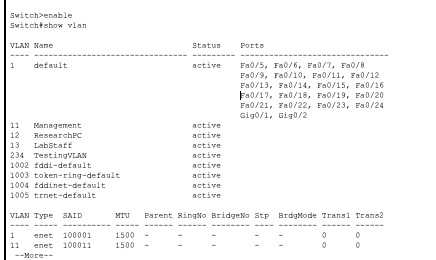 Switch>enable
Switch#show vlan
VLAN Name                             Status    Ports
---- -------------------------------- --------- -------------------------------
1    default                          active    Fa0/5, Fa0/6, Fa0/7, Fa0/8
                                                Fa0/9, Fa0/10, Fa0/11, Fa0/12
                                                Fa0/13, Fa0/14, Fa0/15, Fa0/16
                                                Fa0/17, Fa0/18, Fa0/19, Fa0/20
                                                Fa0/21, Fa0/22, Fa0/23, Fa0/24
                                                Gig0/1, Gig0/2
11   Management                       active
12   ResearchPC                       active
13   LabStaff                         active
234  TestingVLAN                      active
1002 fddi-default                     active
1003 token-ring-default               active
1004 fddinet-default                  active
1005 trnet-default                    active
VLAN Type  SAID       MTU   Parent RingNo BridgeNo Stp  BrdgMode Trans1 Trans2
---- ----- ---------- ----- ------ ------ -------- ---- -------- ------ ------
1    enet  100001     1500  -      -      -        -    -        0      0
11   enet  100011     1500  -      -      -        -    -        0      0
--More--